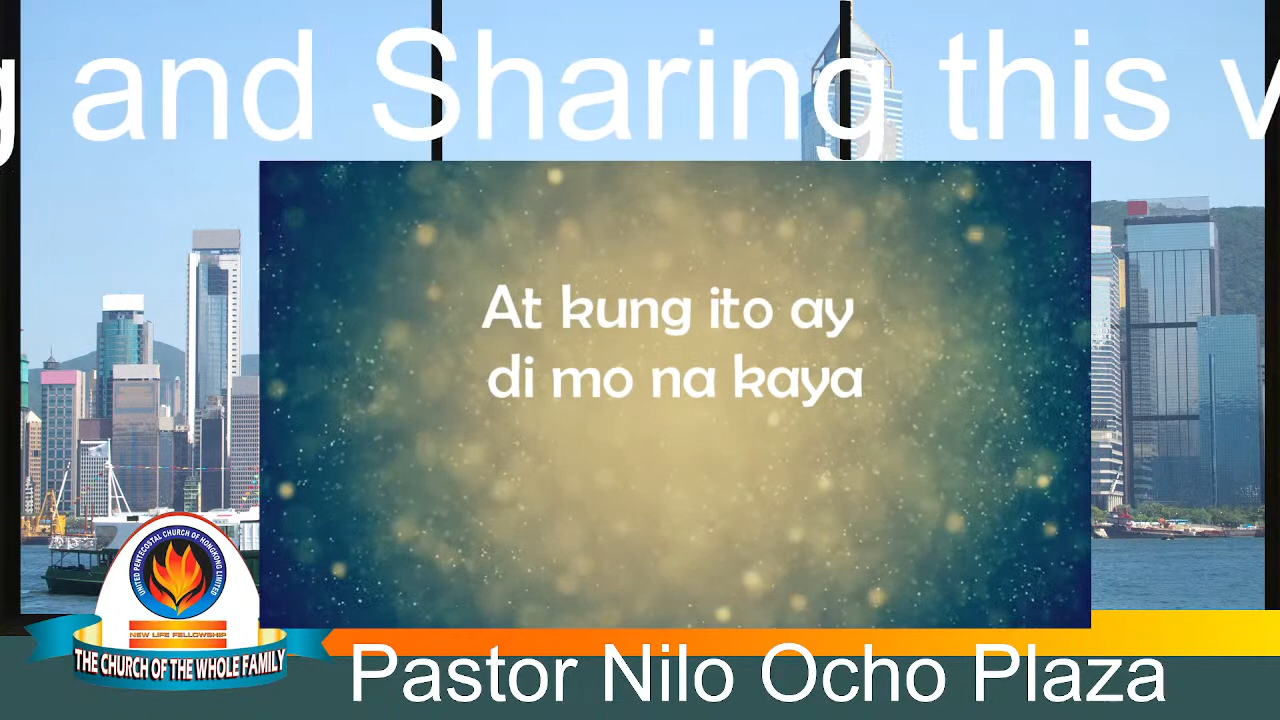 g and Sharing this v
At kung ito ay
di mo na kaya
UNITED PENTECOSTAL CHURCH OF HONGKONG LIMITED
NEW LIFE FELLOWSHIP
THE CHURCH OF THE WHOLE FAMILY
Pastor Nilo Ocho Plaza